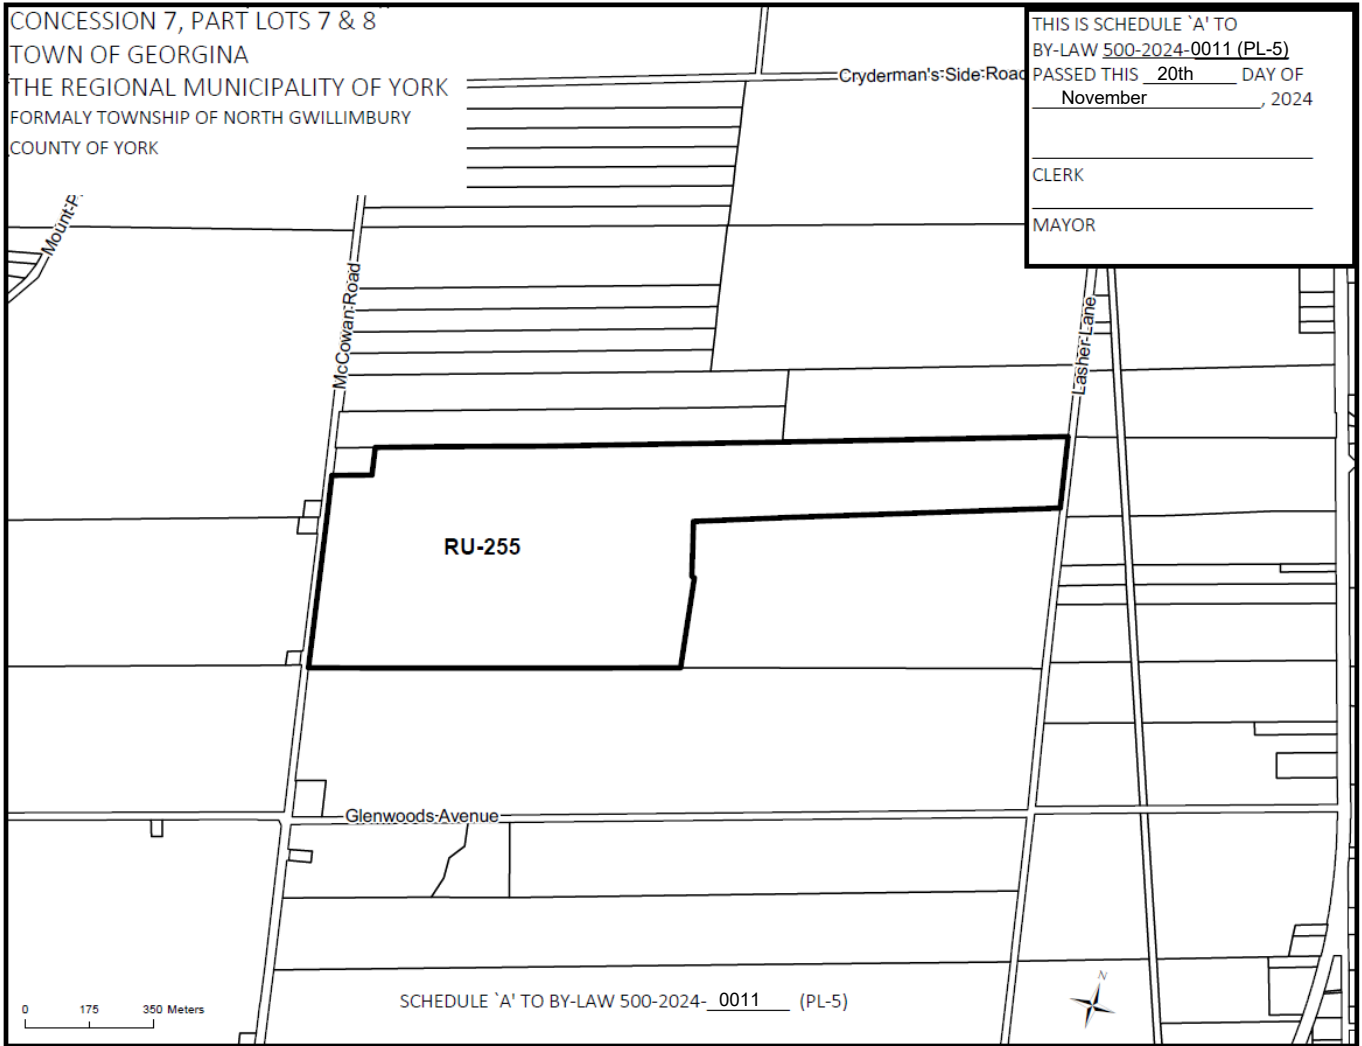 CONCESSION 7, PART LOTS 7 & 8
TOWN OF GEORGINA
THE REGIONAL MUNICIPALITY OF YORK
FORMALY TOWNSHIP OF NORTH GWILLIMBURY
COUNTY OF YORK
THIS IS SCHEDULE `A' TO
BY-LAW 500-2024-0011 (PL-5)
PASSED THIS 20th DAY OF
November, 2024
CLERK
MAYOR
Cryderman's Side Road
Mount P
McCowan Road
Lasher Lane
RU-255
Glenwoods Avenue
0 175 350 Meters
SCHEDULE `A' TO BY-LAW 500-2024-0011 (PL-5)
N